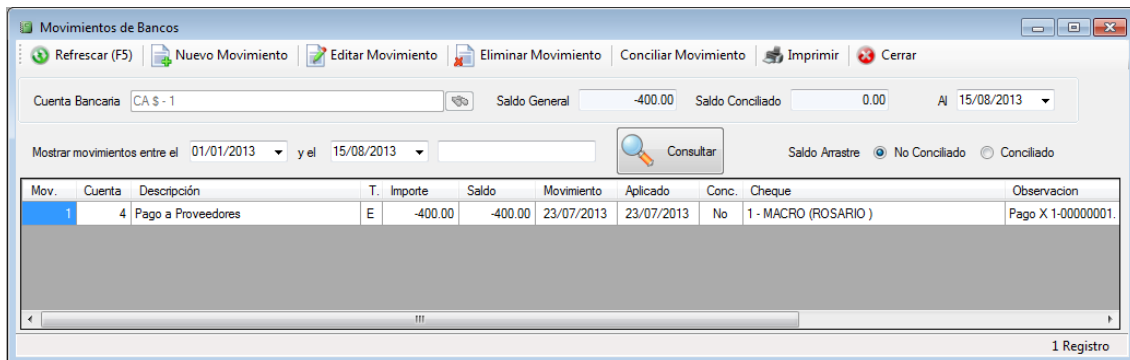 Movimientos de Bancos
Refrescar (F5) Nuevo Movimiento Editar Movimiento Eliminar Movimiento Conciliar Movimiento Imprimir Cerrar
Cuenta Bancaria CA $ - 1 Saldo General -400.00 Saldo Conciliado 0.00 Al 15/08/2013
Mostrar movimientos entre el 01/01/2013 y el 15/08/2013 Consultar Saldo Arrastre No Conciliado Conciliado
Mov. Cuenta Descripción T. Importe Saldo Movimiento Aplicado Conc. Cheque Observacion
1 4 Pago a Proveedores E -400.00 -400.00 23/07/2013 23/07/2013 No 1 - MACRO (ROSARIO ) Pago X 1-00000001.
1 Registro